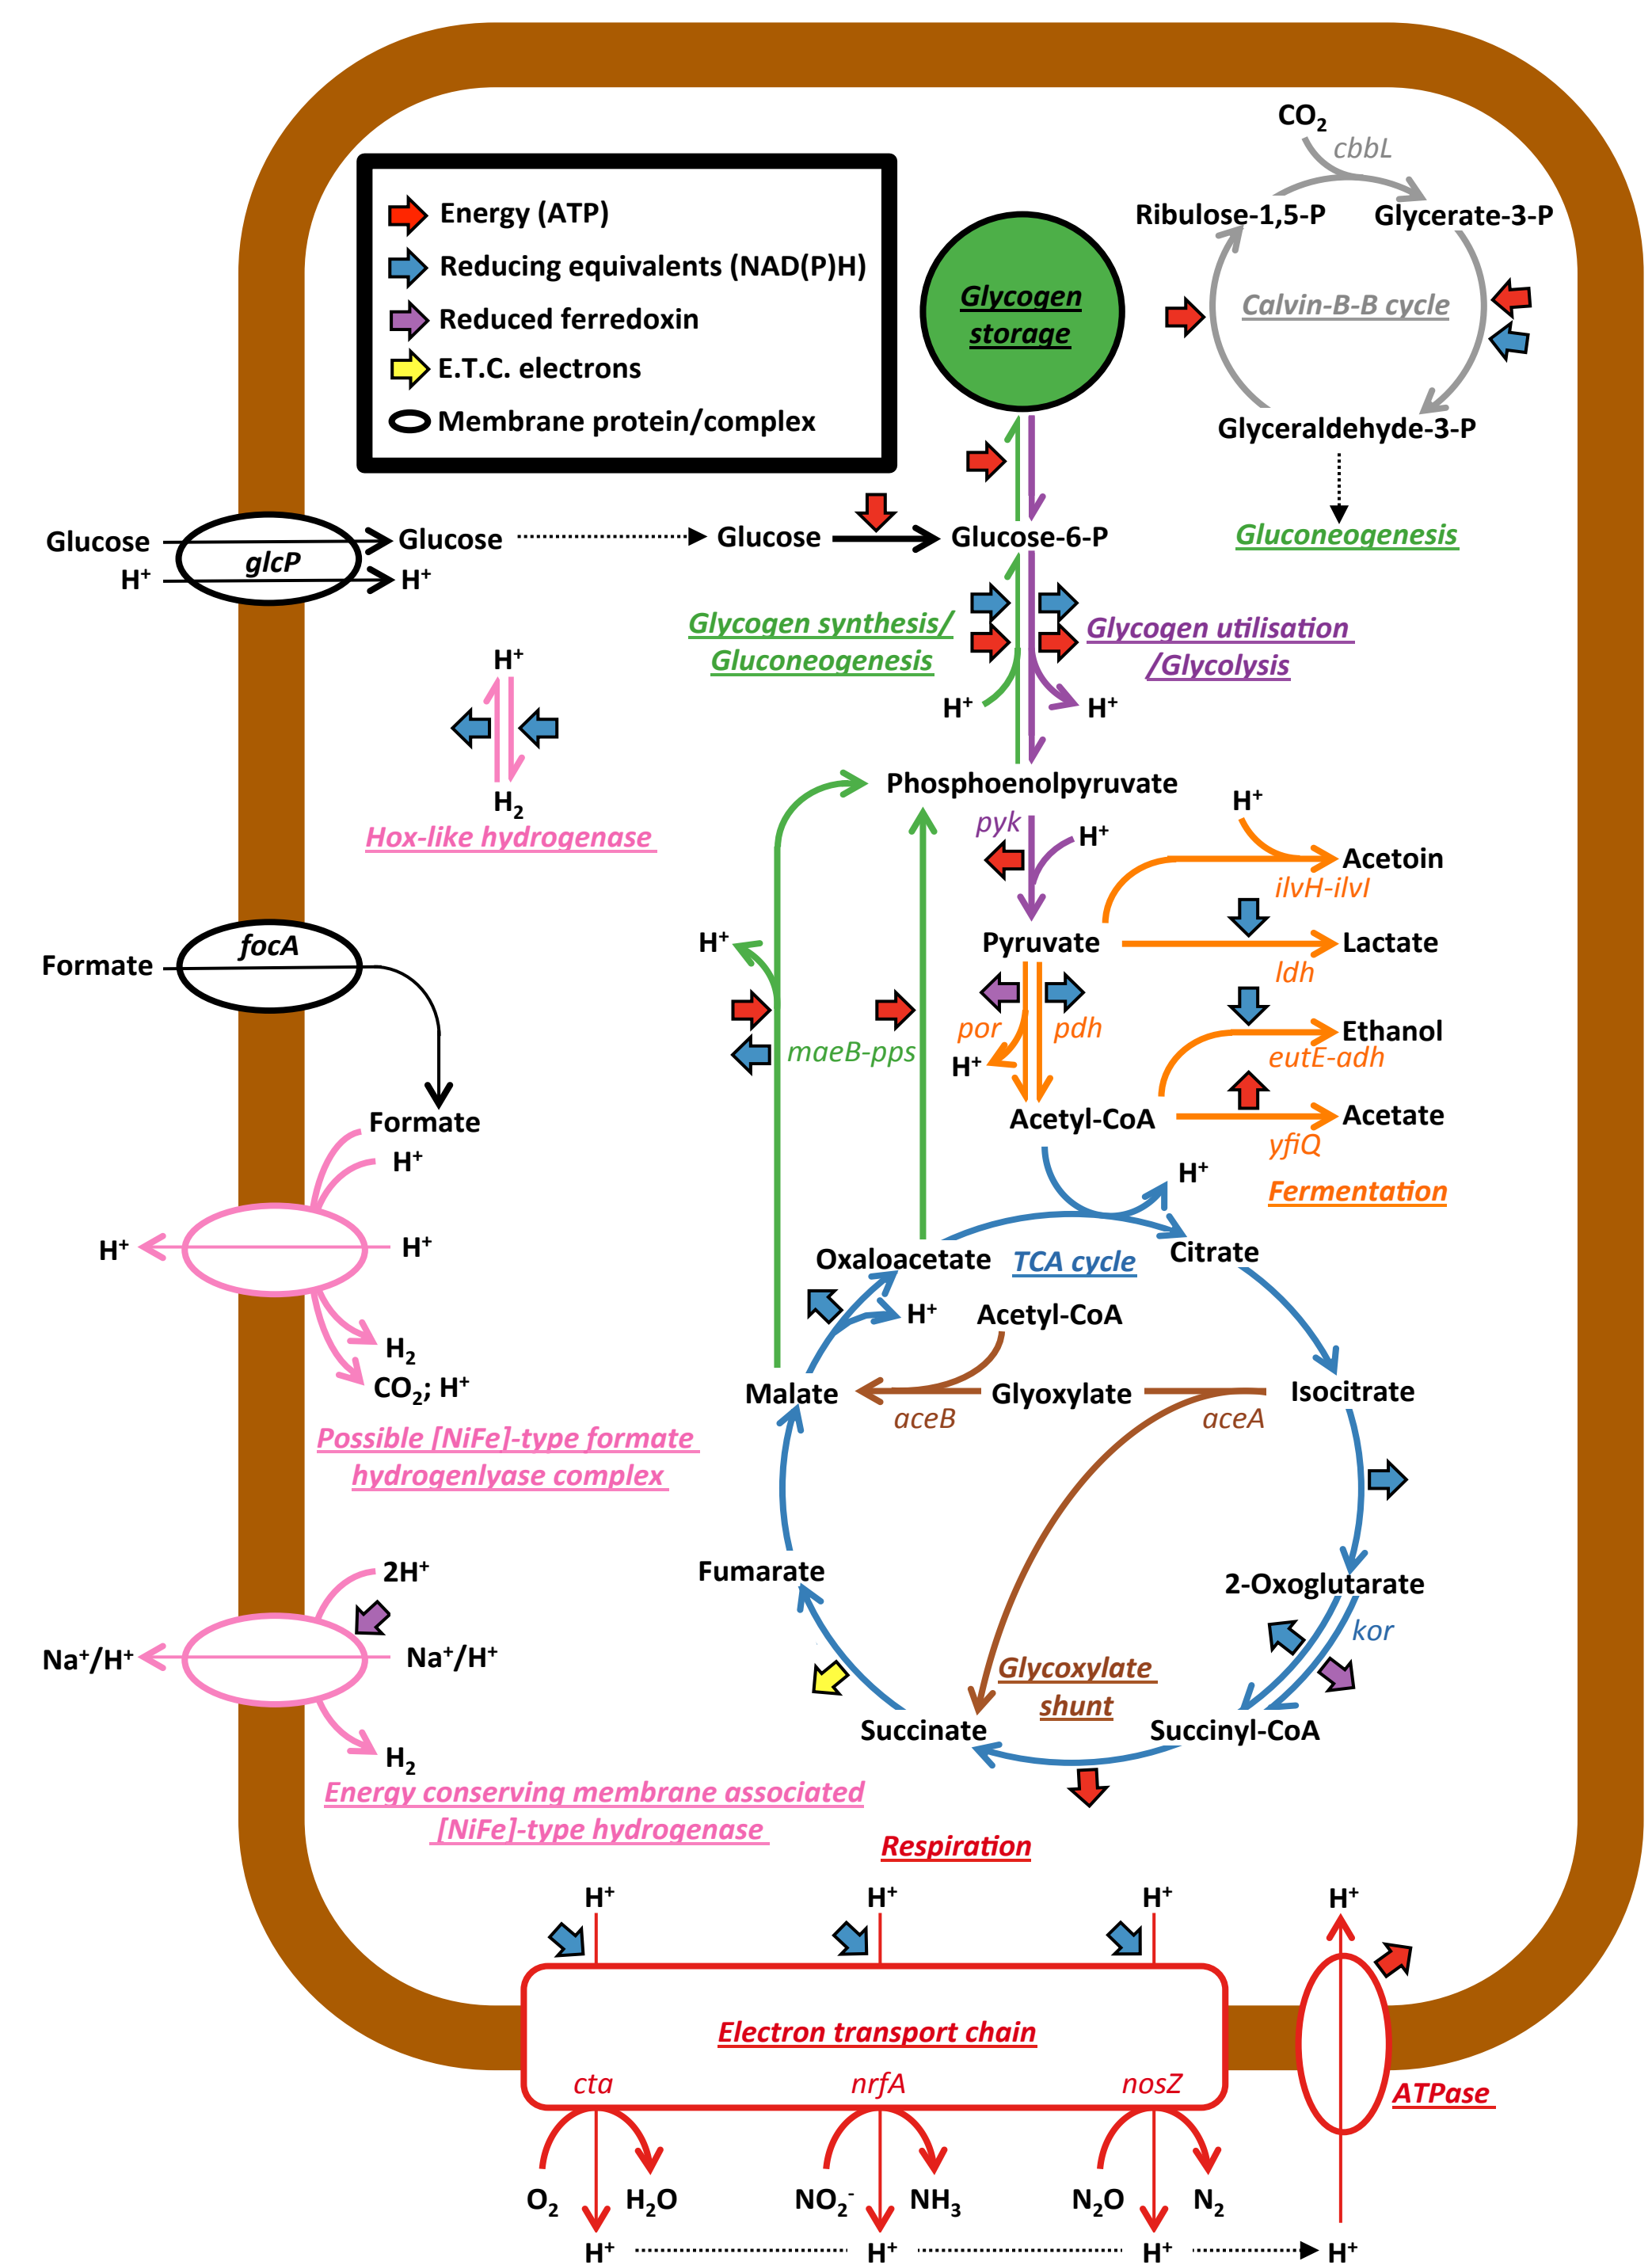 CO2
cbbL
Ribulose-1,5-P
Glycerate-3-P
Calvin-B-B cycle
Glyceraldehyde-3-P
Gluconeogenesis
Energy (ATP)
Reducing equivalents (NAD(P)H)
Reduced ferredoxin
E.T.C. electrons
Membrane protein/complex
Glycogen
storage
Glucose
H+
glcP
Glucose
H+
Glucose
Glucose-6-P
Glycogen synthesis/
Gluconeogenesis
Glycogen utilisation
/Glycolysis
H+
H+
H+
H2
Hox-like hydrogenase
Phosphoenolpyruvate
pyk
H+
H+
Acetoin
ilvH-ilvI
Pyruvate
Lactate
ldh
H+
por
pdh
H+
Ethanol
eutE-adh
maeB-pps
Acetyl-CoA
Acetate
yfiQ
Fermentation
Formate
focA
Formate
H+
H+
H+
H2
CO2; H+
Possible [NiFe]-type formate
hydrogenlyase complex
H+
Oxaloacetate
TCA cycle
Citrate
H+
Acetyl-CoA
Malate
aceB
Glyoxylate
aceA
Isocitrate
Fumarate
2-Oxoglutarate
kor
Glycoxylate
shunt
Succinate
Succinyl-CoA
2H+
Na+/H+
Na+/H+
H2
Energy conserving membrane associated
[NiFe]-type hydrogenase
Respiration
H+
H+
H+
H+
Electron transport chain
cta
nrfA
nosZ
ATPase
O2
H2O
NO2-
NH3
N2O
N2
H+
H+
H+
H+